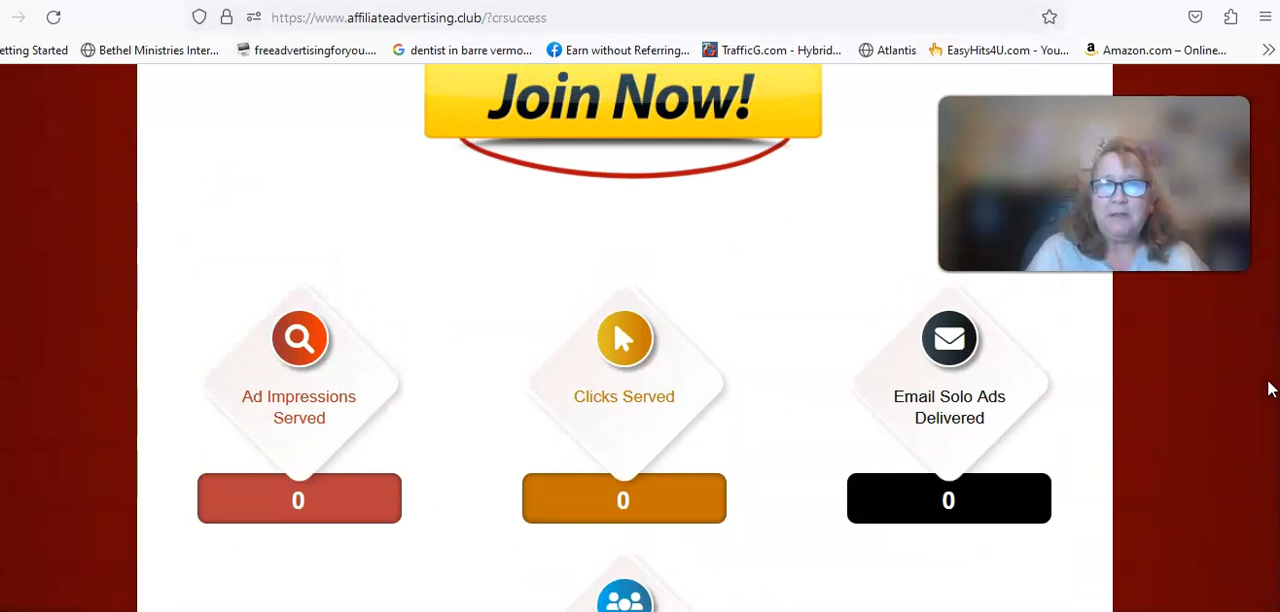 https://www.affiliateadvertising.club/?crsuccess
etting Started
Bethel Ministries Inter...
freeadvertisingforyou....
dentist in barre vermo...
Earn without Referring...
TrafficG.com - Hybrid...
Atlantis
EasyHits4U.com - You...
Amazon.com – Online...
Join Now!
Ad Impressions
Served
Clicks Served
Email Solo Ads
Delivered
0
0
0